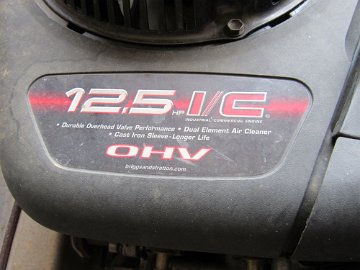 12.5 HP I/C
INDUSTRIAL/COMMERCIAL ENGINE
• Durable Overhead Valve Performance • Dual Element Air Cleaner
• Cast Iron Sleeve-Longer Life
OHV
briggsandstratton.com